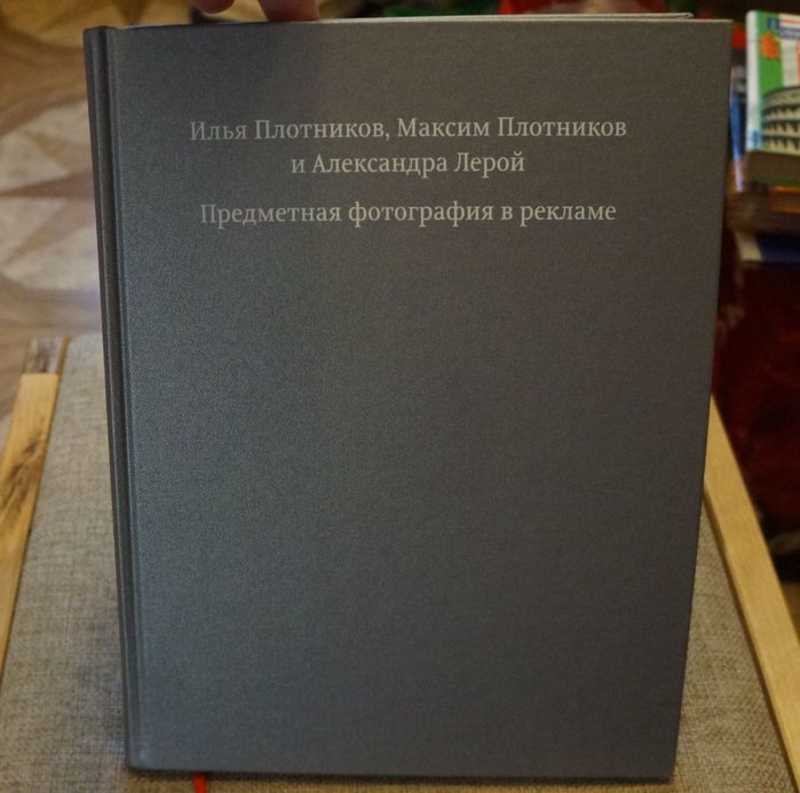 Илья Плотников, Максим Плотников
и Александра Лерой
Предметная фотография в рекламе